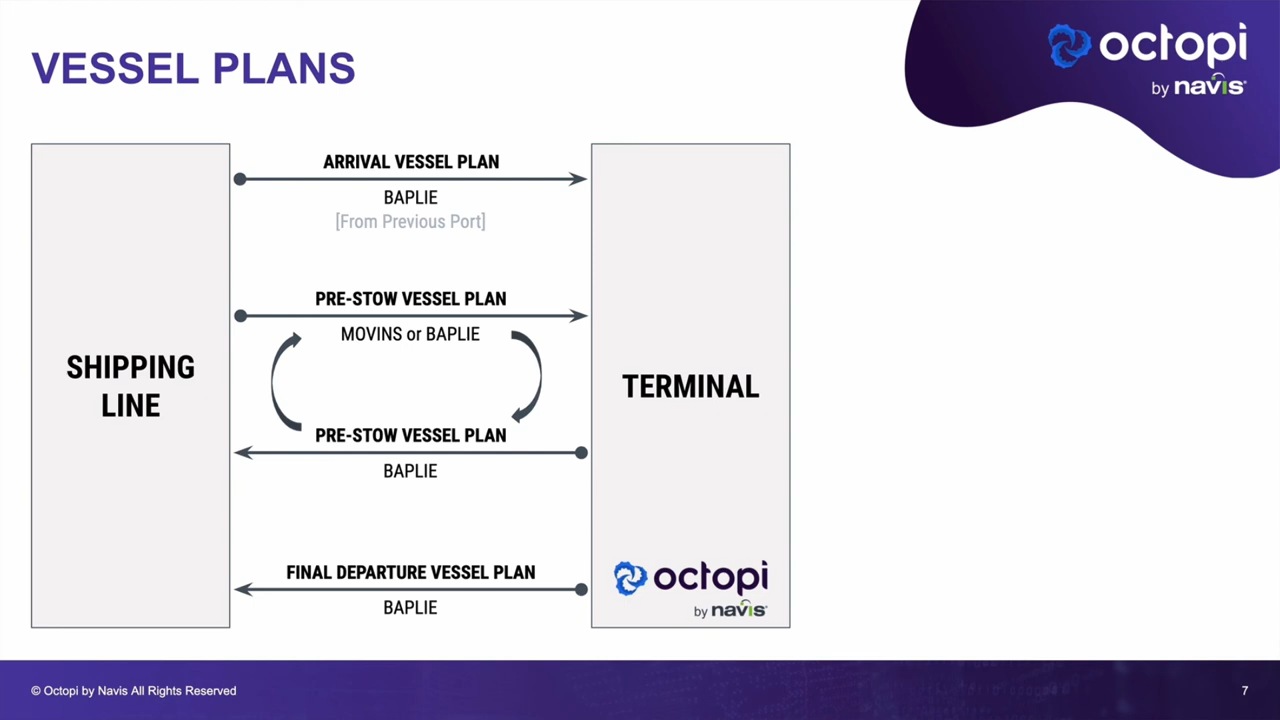 VESSEL PLANS
octopi
by navis
ARRIVAL VESSEL PLAN
BAPLIE
[From Previous Port]
PRE-STOW VESSEL PLAN
MOVINS or BAPLIE
SHIPPING
LINE
TERMINAL
PRE-STOW VESSEL PLAN
BAPLIE
FINAL DEPARTURE VESSEL PLAN
BAPLIE
octopi
by navis
© Octopi by Navis All Rights Reserved
7